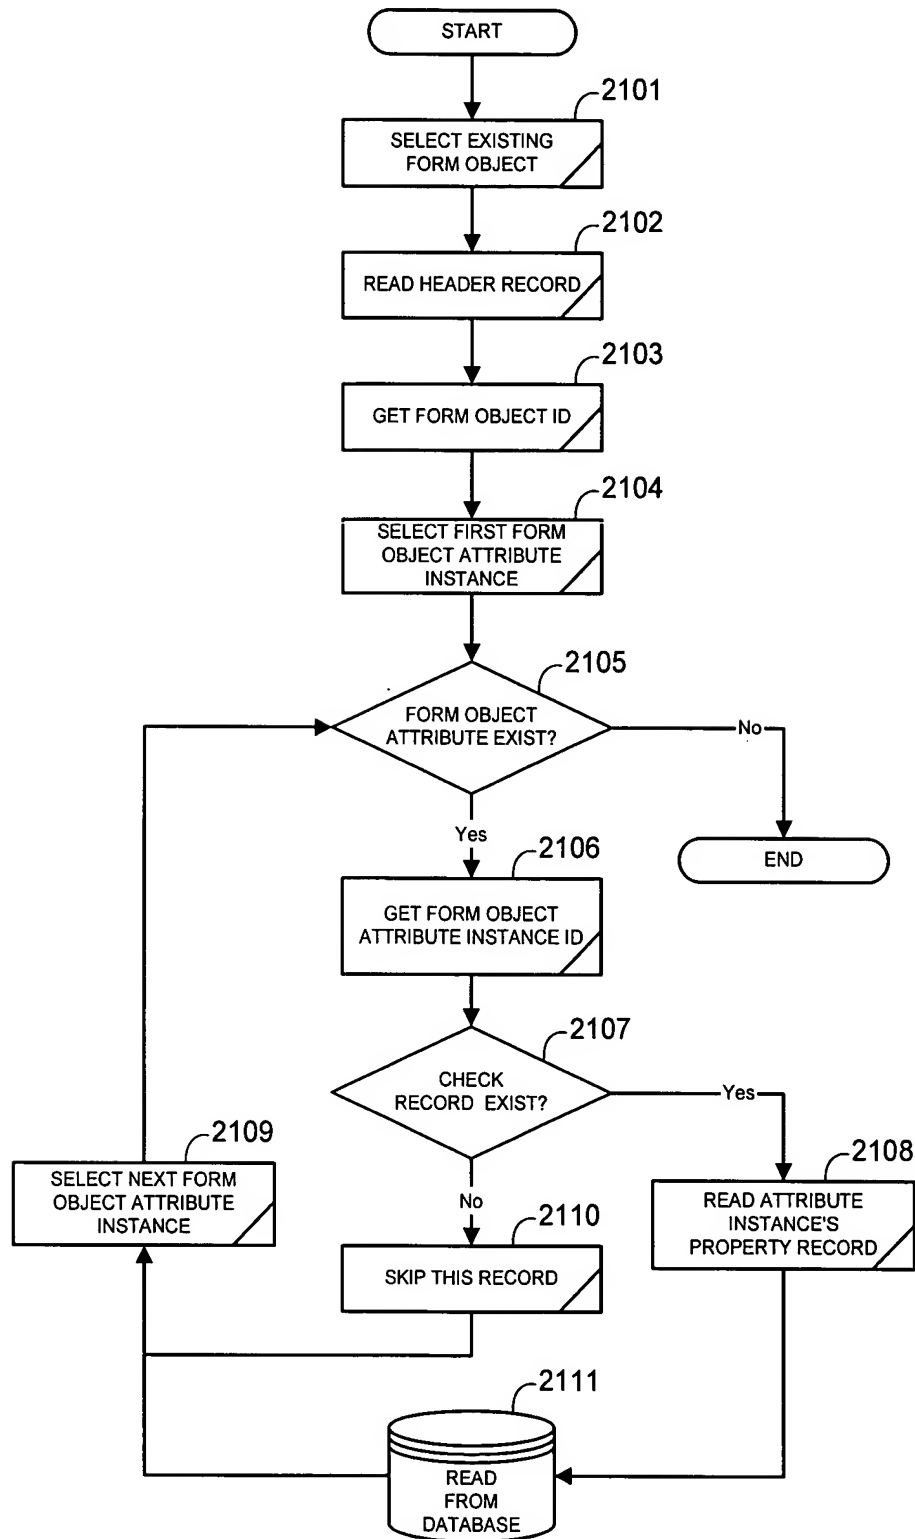 START
2101
SELECT EXISTING
FORM OBJECT
2102
READ HEADER RECORD
2103
GET FORM OBJECT ID
2104
SELECT FIRST FORM
OBJECT ATTRIBUTE
INSTANCE
2105
FORM OBJECT
ATTRIBUTE EXIST?
No
Yes
END
2106
GET FORM OBJECT
ATTRIBUTE INSTANCE ID
2107
CHECK
RECORD EXIST?
Yes
No
2109
SELECT NEXT FORM
OBJECT ATTRIBUTE
INSTANCE
2108
READ ATTRIBUTE
INSTANCE'S
PROPERTY RECORD
2110
SKIP THIS RECORD
2111
READ
FROM
DATABASE